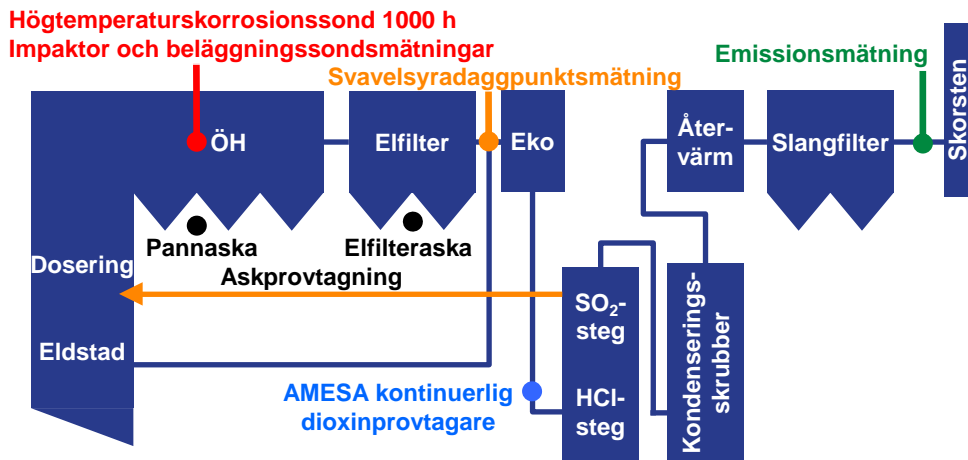 Högtemperaturskorrosionssond 1000 h
Impaktor och beläggningssondsmätningar
Svavelsyradaggpunktsmätning
Emissionsmätning
ÖH
Elfilter
Eko
Åter-
värm
Slangfilter
Skorsten
Pannaska
Elfilteraska
Askprovtagning
Dosering
SO₂-
steg
Eldstad
HCl-
steg
Kondenserings-
skrubber
AMESA kontinuerlig
dioxinprovtagare